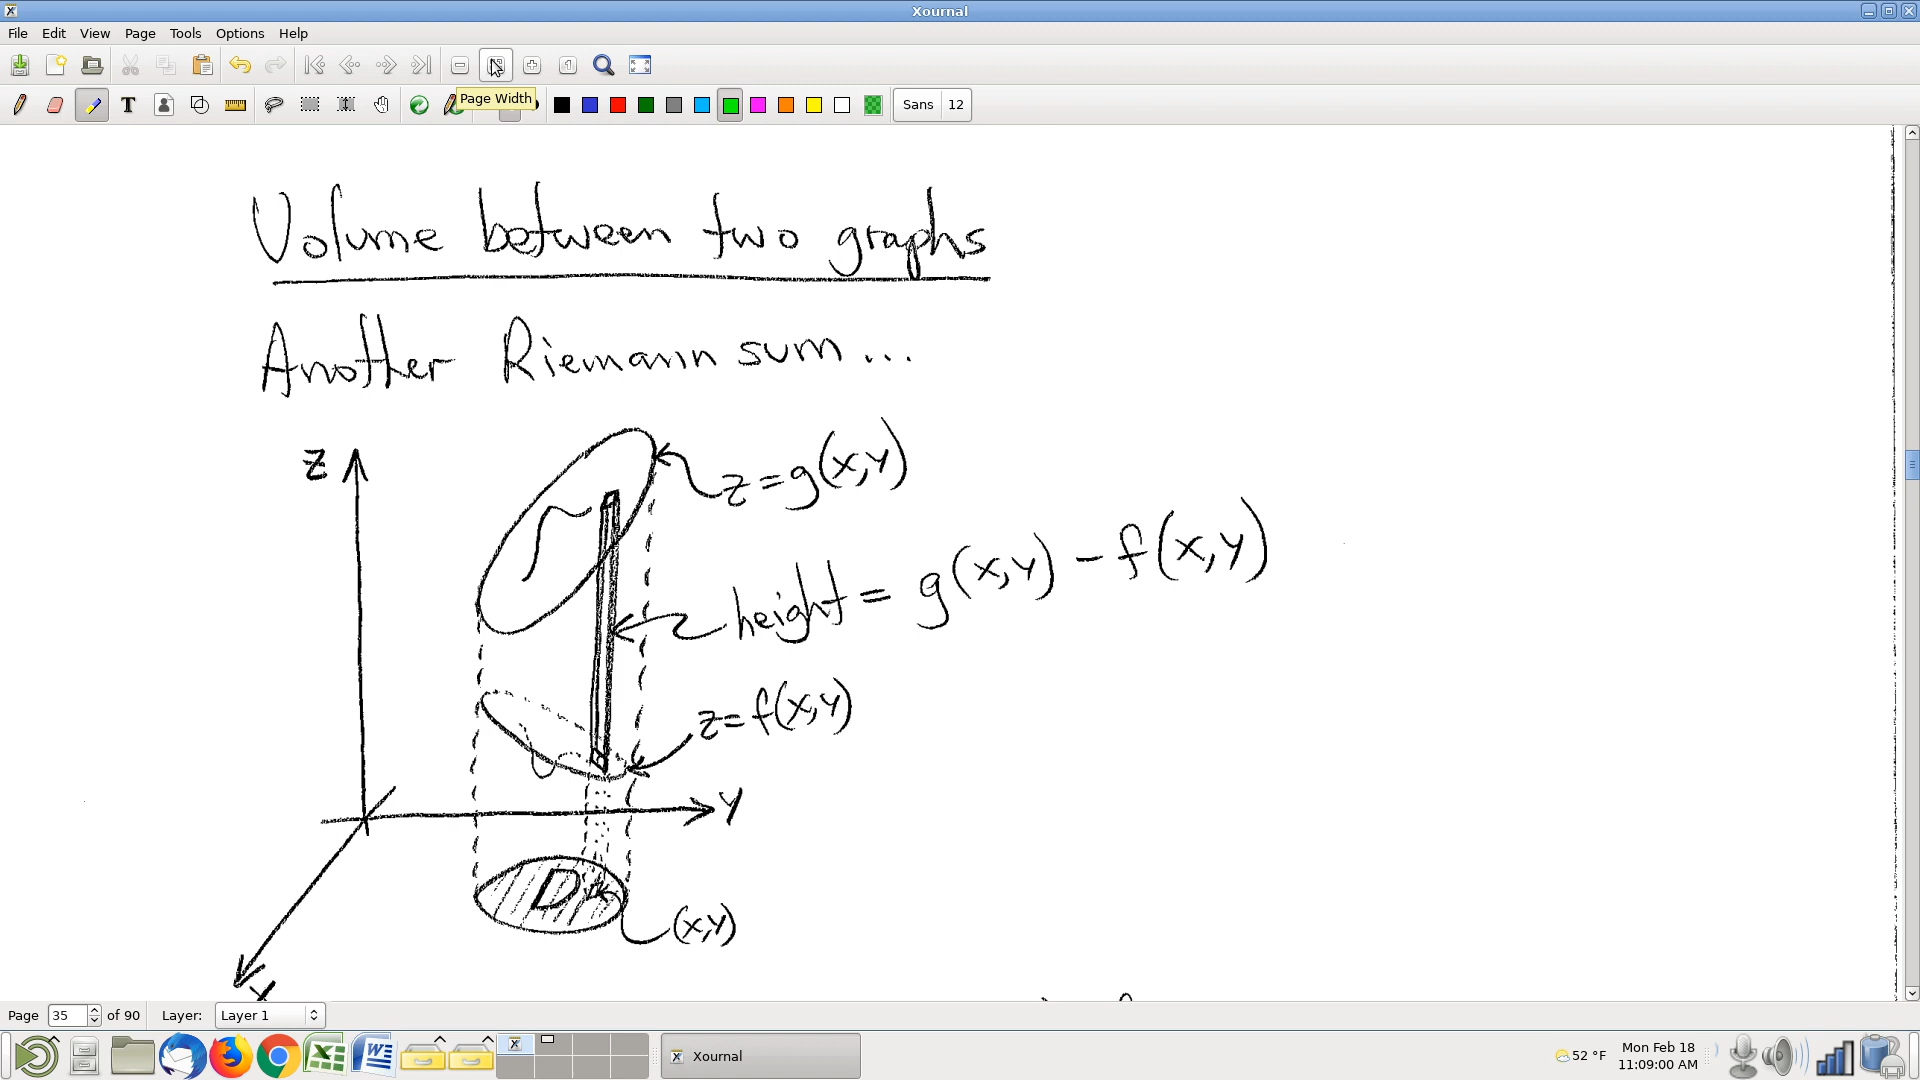 Xournal
File Edit View Page Tools Options Help
Page Width
Sans 12
Volume between two graphs
Another Riemann sum...
z
z=g(x,y)
height = g(x,y) - f(x,y)
z=f(x,y)
y
D
(x,y)
Page 35 of 90 Layer: Layer 1
Xournal
52 °F
Mon Feb 18
11:09:00 AM